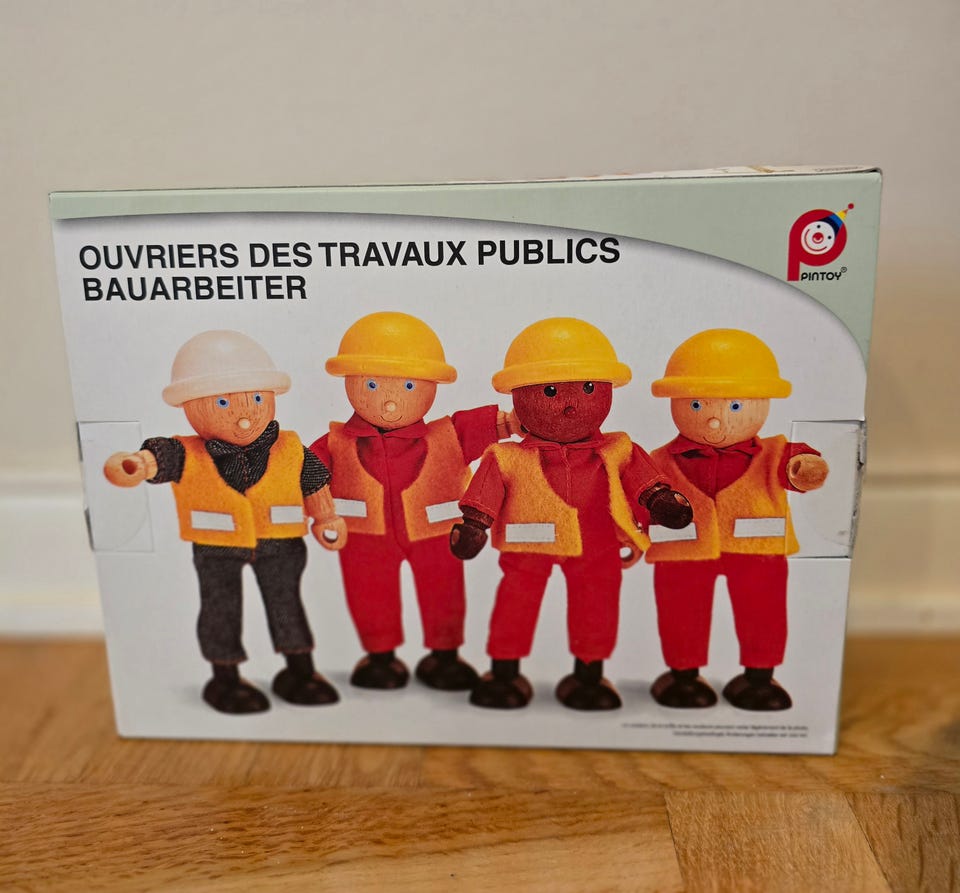 OUVRIERS DES TRAVAUX PUBLICS
BAUARBEITER
PINTOY®